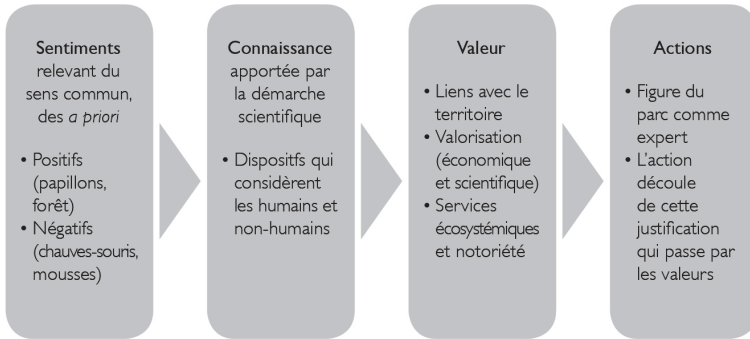 Sentiments
relevant du
sens commun,
des a priori
• Positifs
(papillons,
forêt)
• Négatifs
(chauves-souris,
mousses)
Connaissance
apportée par
la démarche
scientifique
• Dispositfs qui
considèrent
les humains et
non-humains
Valeur
• Liens avec le
territoire
• Valorisation
(économique
et scientifique)
• Services
écosystémiques
et notoriété
Actions
• Figure du
parc comme
expert
• L’action
découle
de cette
justification
qui passe par
les valeurs